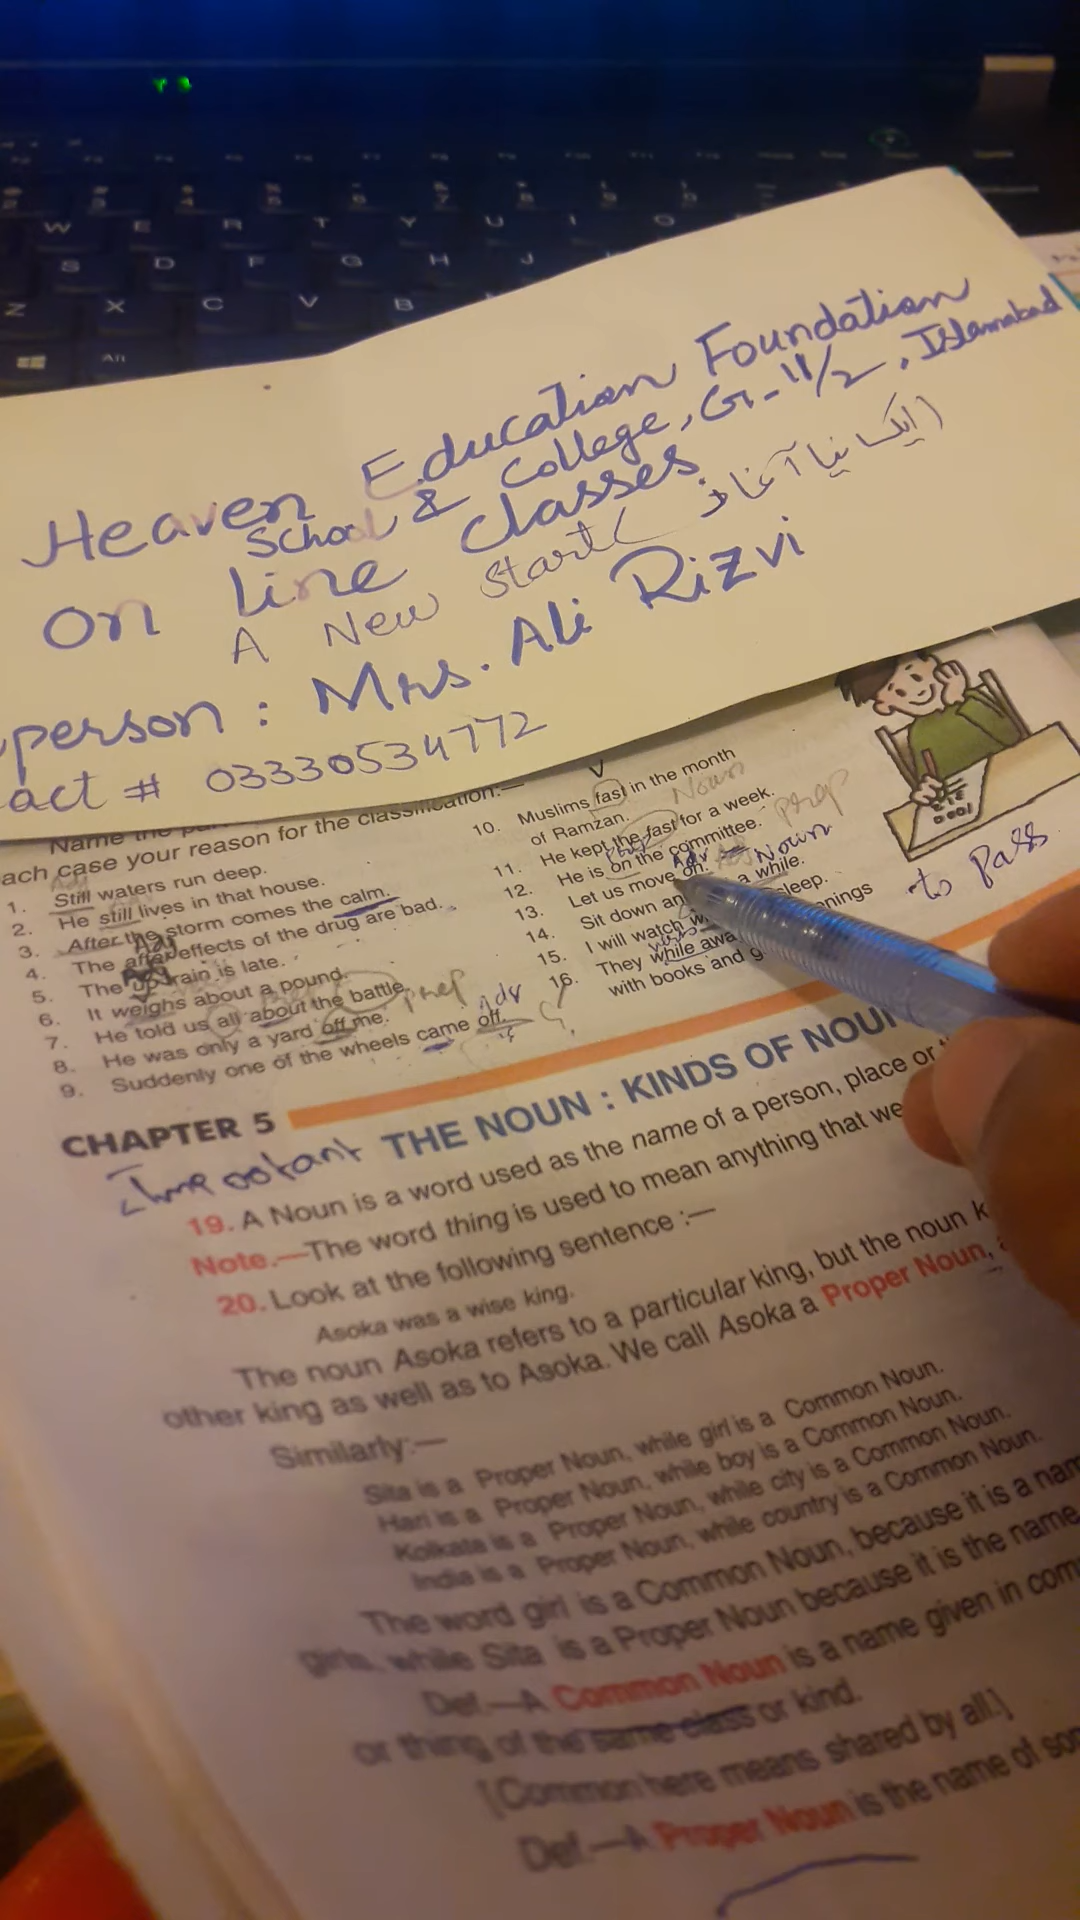 Heaven Education Foundation
School & College, G-11/2, Islamabad
On line Classes.
A New Start (ایک نیا آغاز)
person : Mrs. Ali Rizvi
act # 03330534772
Name the
ach case your reason for the classification:—
1. Still waters run deep.
2. He still lives in that house.
3. After the storm comes the calm.
4. The after effects of the drug are bad.
5. The up train is late.
6. It weighs about a pound.
7. He told us all about the battle.
8. He was only a yard off me.
9. Suddenly one of the wheels came off.
10. Muslims fast in the month
of Ramzan.
11. He kept the fast for a week.
12. He is on the committee.
13. Let us move on.
14. Sit down an a while.
15. I will watch sleep.
16. They while awa
with books and
V
Noun
prep
Adv
Noun
to pass
verb
Adj
prep
Adv
CHAPTER 5
THE NOUN : KINDS OF NOU
19. A Noun is a word used as the name of a person, place or
Note.—The word thing is used to mean anything that we
20. Look at the following sentence :—
Asoka was a wise king.
The noun Asoka refers to a particular king, but the noun k
other king as well as to Asoka. We call Asoka a Proper Noun,
Similarly:—
Sita is a Proper Noun, while girl is a Common Noun.
Hari is a Proper Noun, while boy is a Common Noun.
Kolkata is a Proper Noun, while city is a Common Noun.
India is a Proper Noun, while country is a Common Noun.
The word girl is a Common Noun, because it is a nam
girls, while Sita is a Proper Noun because it is the name
Def.—A Common Noun is a name given in com
or thing of the same class or kind.
[Common here means shared by all.]
Def.—A Proper Noun is the name of som